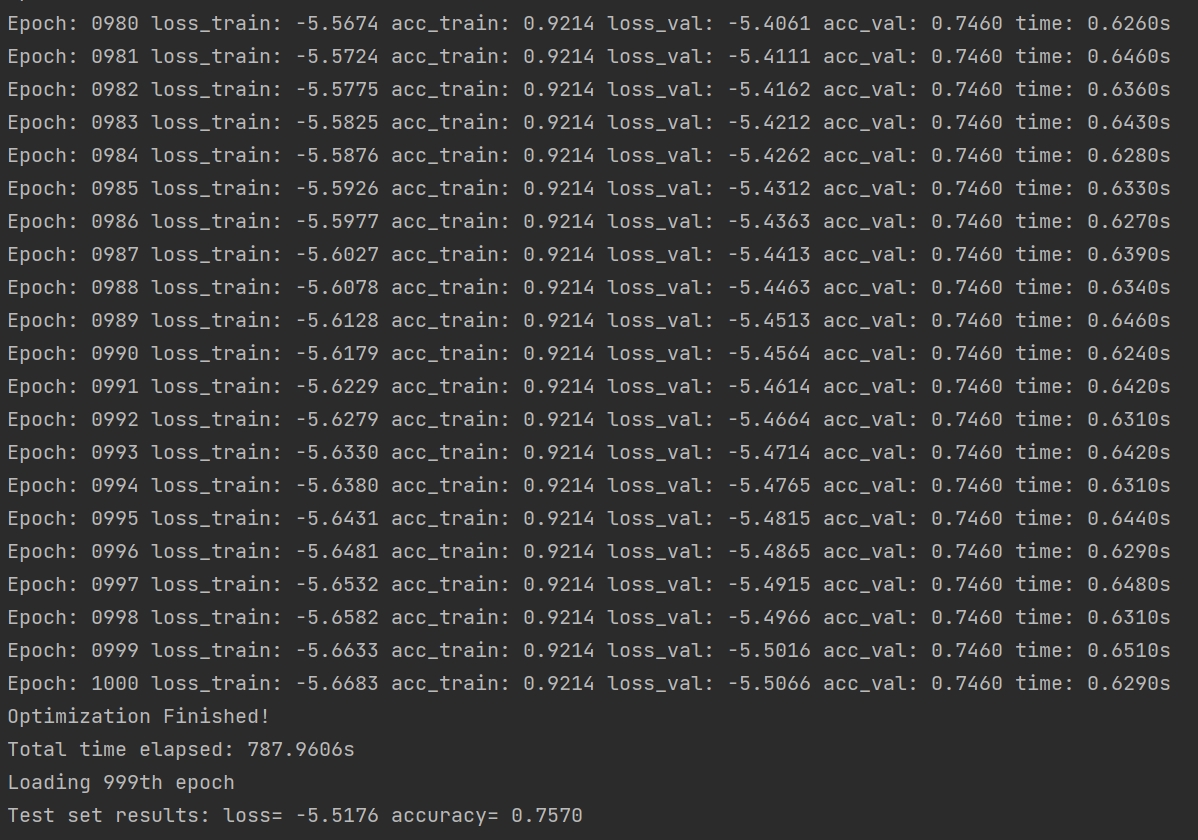 Epoch: 0980 loss_train: -5.5674 acc_train: 0.9214 loss_val: -5.4061 acc_val: 0.7460 time: 0.6260s
Epoch: 0981 loss_train: -5.5724 acc_train: 0.9214 loss_val: -5.4111 acc_val: 0.7460 time: 0.6460s
Epoch: 0982 loss_train: -5.5775 acc_train: 0.9214 loss_val: -5.4162 acc_val: 0.7460 time: 0.6360s
Epoch: 0983 loss_train: -5.5825 acc_train: 0.9214 loss_val: -5.4212 acc_val: 0.7460 time: 0.6430s
Epoch: 0984 loss_train: -5.5876 acc_train: 0.9214 loss_val: -5.4262 acc_val: 0.7460 time: 0.6280s
Epoch: 0985 loss_train: -5.5926 acc_train: 0.9214 loss_val: -5.4312 acc_val: 0.7460 time: 0.6330s
Epoch: 0986 loss_train: -5.5977 acc_train: 0.9214 loss_val: -5.4363 acc_val: 0.7460 time: 0.6270s
Epoch: 0987 loss_train: -5.6027 acc_train: 0.9214 loss_val: -5.4413 acc_val: 0.7460 time: 0.6390s
Epoch: 0988 loss_train: -5.6078 acc_train: 0.9214 loss_val: -5.4463 acc_val: 0.7460 time: 0.6340s
Epoch: 0989 loss_train: -5.6128 acc_train: 0.9214 loss_val: -5.4513 acc_val: 0.7460 time: 0.6460s
Epoch: 0990 loss_train: -5.6179 acc_train: 0.9214 loss_val: -5.4564 acc_val: 0.7460 time: 0.6240s
Epoch: 0991 loss_train: -5.6229 acc_train: 0.9214 loss_val: -5.4614 acc_val: 0.7460 time: 0.6420s
Epoch: 0992 loss_train: -5.6279 acc_train: 0.9214 loss_val: -5.4664 acc_val: 0.7460 time: 0.6310s
Epoch: 0993 loss_train: -5.6330 acc_train: 0.9214 loss_val: -5.4714 acc_val: 0.7460 time: 0.6420s
Epoch: 0994 loss_train: -5.6380 acc_train: 0.9214 loss_val: -5.4765 acc_val: 0.7460 time: 0.6310s
Epoch: 0995 loss_train: -5.6431 acc_train: 0.9214 loss_val: -5.4815 acc_val: 0.7460 time: 0.6440s
Epoch: 0996 loss_train: -5.6481 acc_train: 0.9214 loss_val: -5.4865 acc_val: 0.7460 time: 0.6290s
Epoch: 0997 loss_train: -5.6532 acc_train: 0.9214 loss_val: -5.4915 acc_val: 0.7460 time: 0.6480s
Epoch: 0998 loss_train: -5.6582 acc_train: 0.9214 loss_val: -5.4966 acc_val: 0.7460 time: 0.6310s
Epoch: 0999 loss_train: -5.6633 acc_train: 0.9214 loss_val: -5.5016 acc_val: 0.7460 time: 0.6510s
Epoch: 1000 loss_train: -5.6683 acc_train: 0.9214 loss_val: -5.5066 acc_val: 0.7460 time: 0.6290s
Optimization Finished!
Total time elapsed: 787.9606s
Loading 999th epoch
Test set results: loss= -5.5176 accuracy= 0.7570